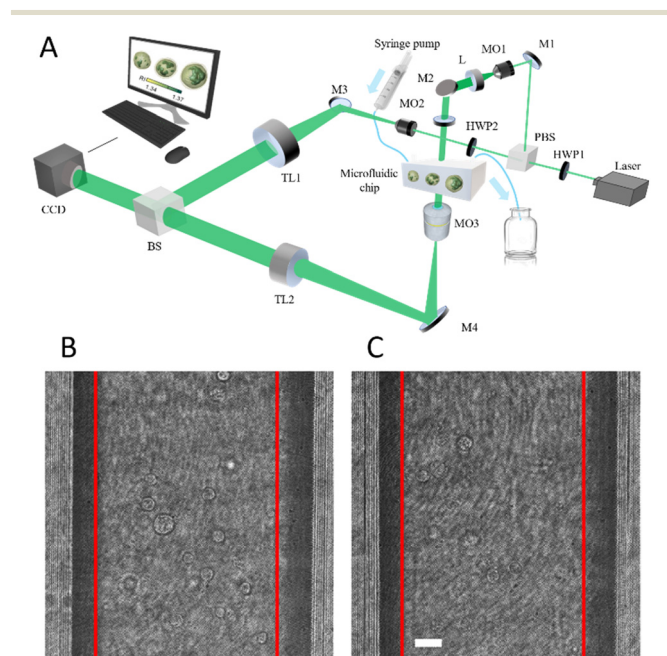 A
Syringe pump
M1
MO1
L
M2
M3
MO2
HWP2
PBS
HWP1
Laser
RI
1.34
1.37
TL1
Microfluidic
chip
MO3
CCD
BS
TL2
M4
B
C